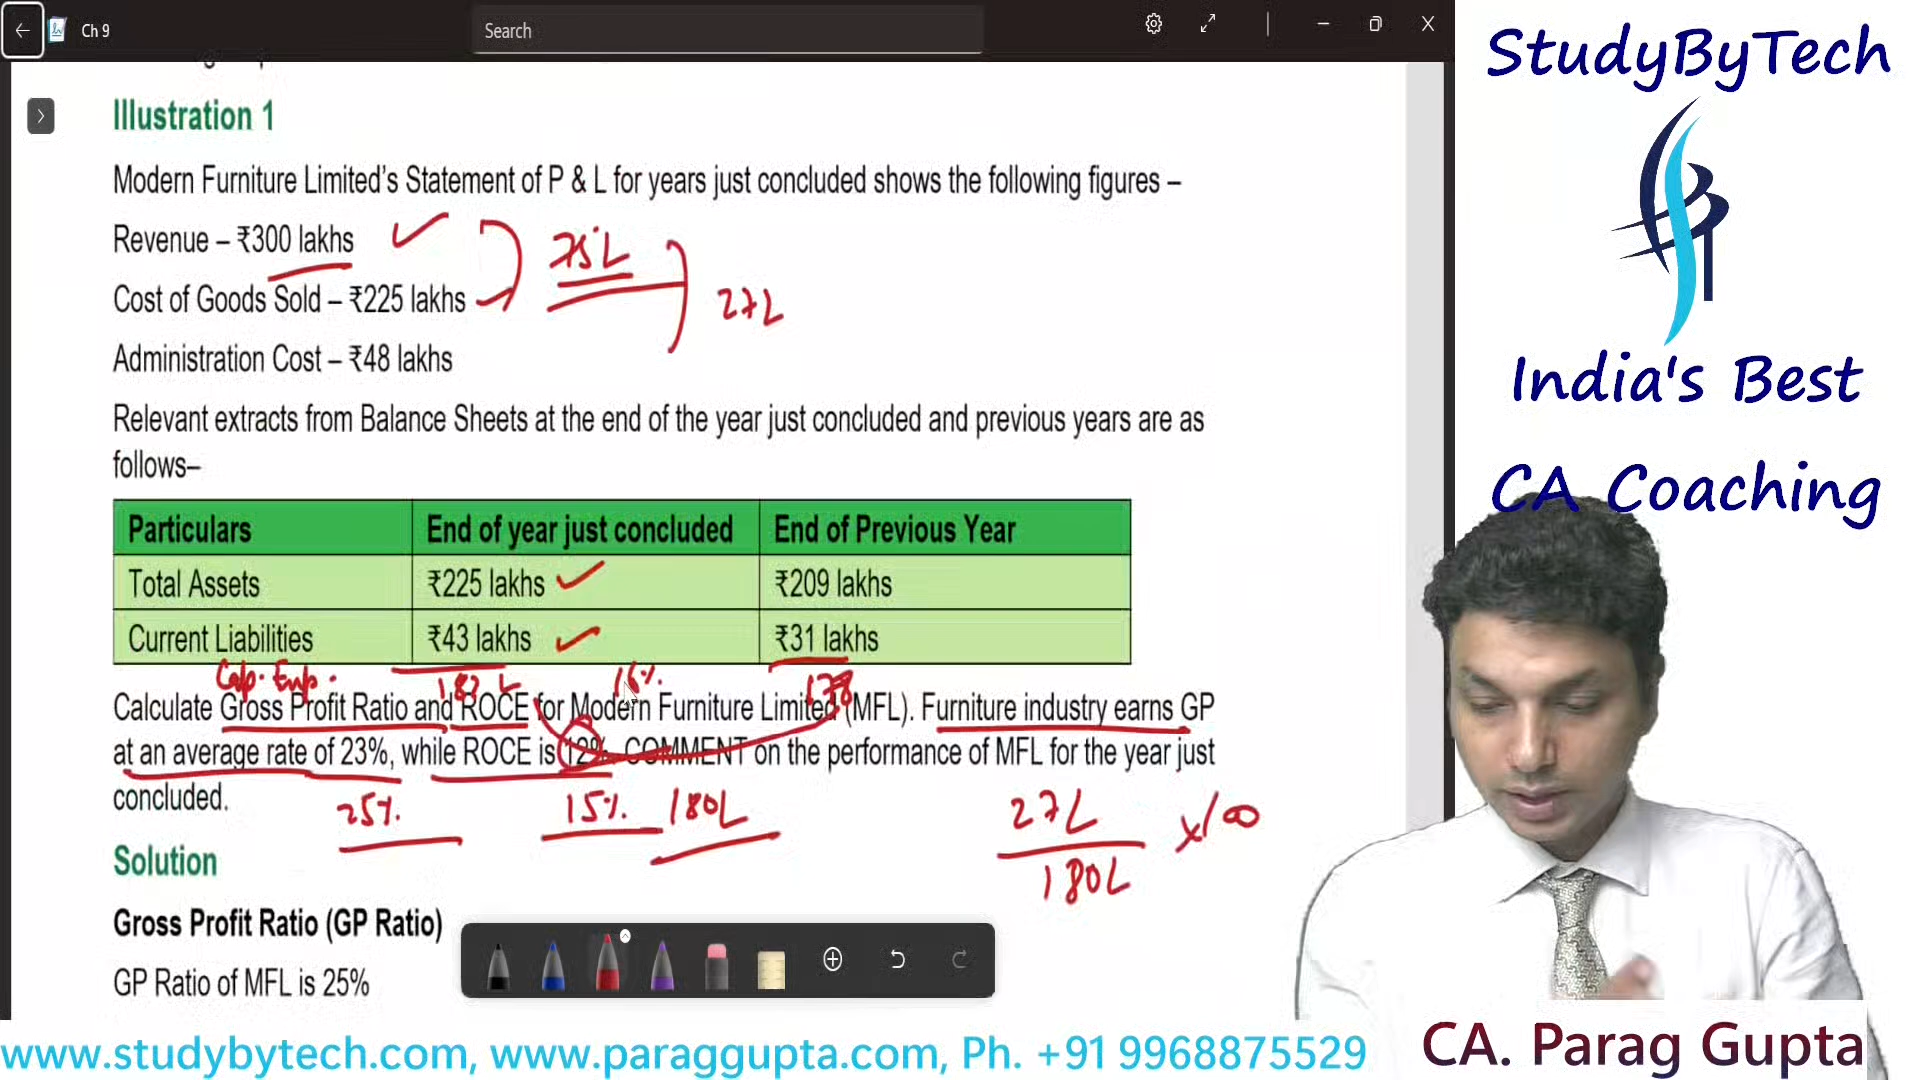 Ch 9
Search
StudyByTech
Illustration 1
Modern Furniture Limited's Statement of P & L for years just concluded shows the following figures –
Revenue – ₹300 lakhs
75L
Cost of Goods Sold – ₹225 lakhs
27L
Administration Cost – ₹48 lakhs
India's Best
CA Coaching
Relevant extracts from Balance Sheets at the end of the year just concluded and previous years are as
follows–
Particulars End of year just concluded End of Previous Year
Total Assets ₹225 lakhs ₹209 lakhs
Current Liabilities ₹43 lakhs ₹31 lakhs
Cap. Emp. 182 L 16% 178
Calculate Gross Profit Ratio and ROCE for Modern Furniture Limited (MFL). Furniture industry earns GP
at an average rate of 23%, while ROCE is 12%. COMMENT on the performance of MFL for the year just
concluded.
25% 15% 180L
27L
180L
x100
Solution
Gross Profit Ratio (GP Ratio)
GP Ratio of MFL is 25%
www.studybytech.com, www.paraggupta.com, Ph. +91 9968875529
CA. Parag Gupta